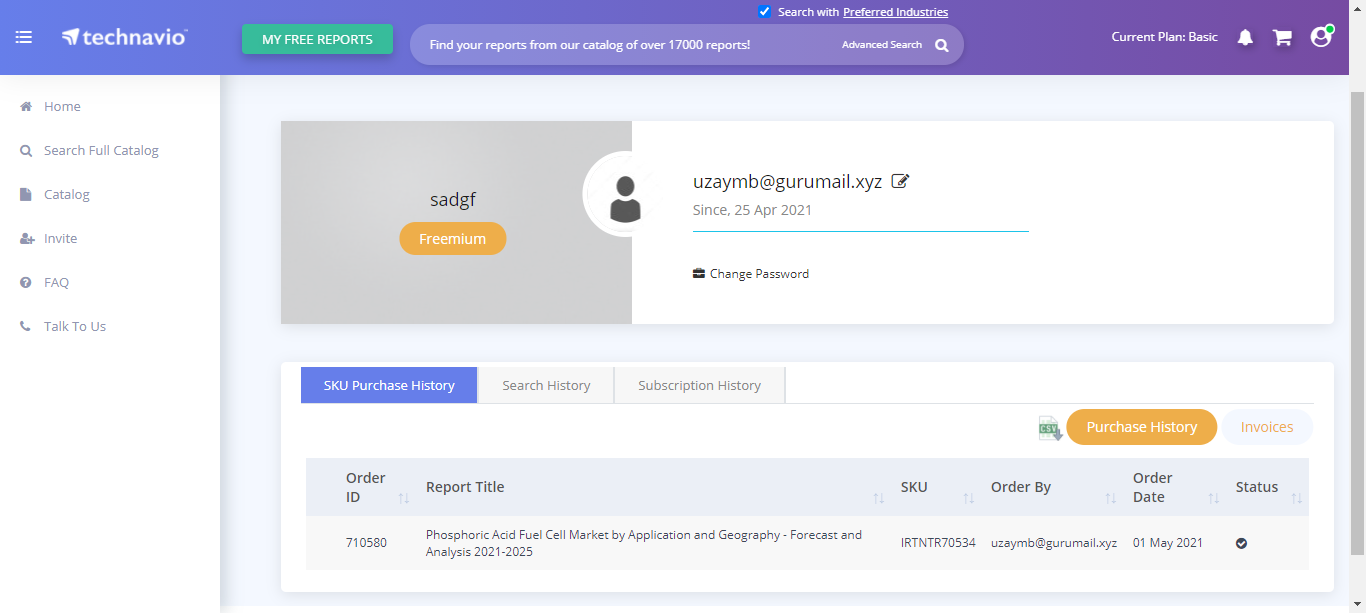 Search with Preferred Industries
technavio
MY FREE REPORTS
Find your reports from our catalog of over 17000 reports!
Advanced Search
Current Plan: Basic
Home
Search Full Catalog
Catalog
Invite
FAQ
Talk To Us
sadgf
Freemium
uzaymb@gurumail.xyz
Since, 25 Apr 2021
Change Password
SKU Purchase History
Search History
Subscription History
CSV
Purchase History
Invoices
Order
ID
Report Title
SKU
Order By
Order
Date
Status
710580
Phosphoric Acid Fuel Cell Market by Application and Geography - Forecast and
Analysis 2021-2025
IRTNTR70534
uzaymb@gurumail.xyz
01 May 2021